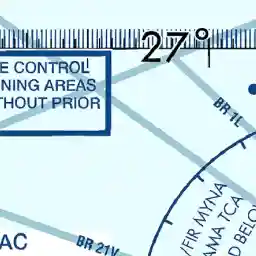 27°
E CONTROL
NING AREAS
THOUT PRIOR
BR 1L
/FIR MYNA
AMA TCA
D BELO
AC
BR 21V